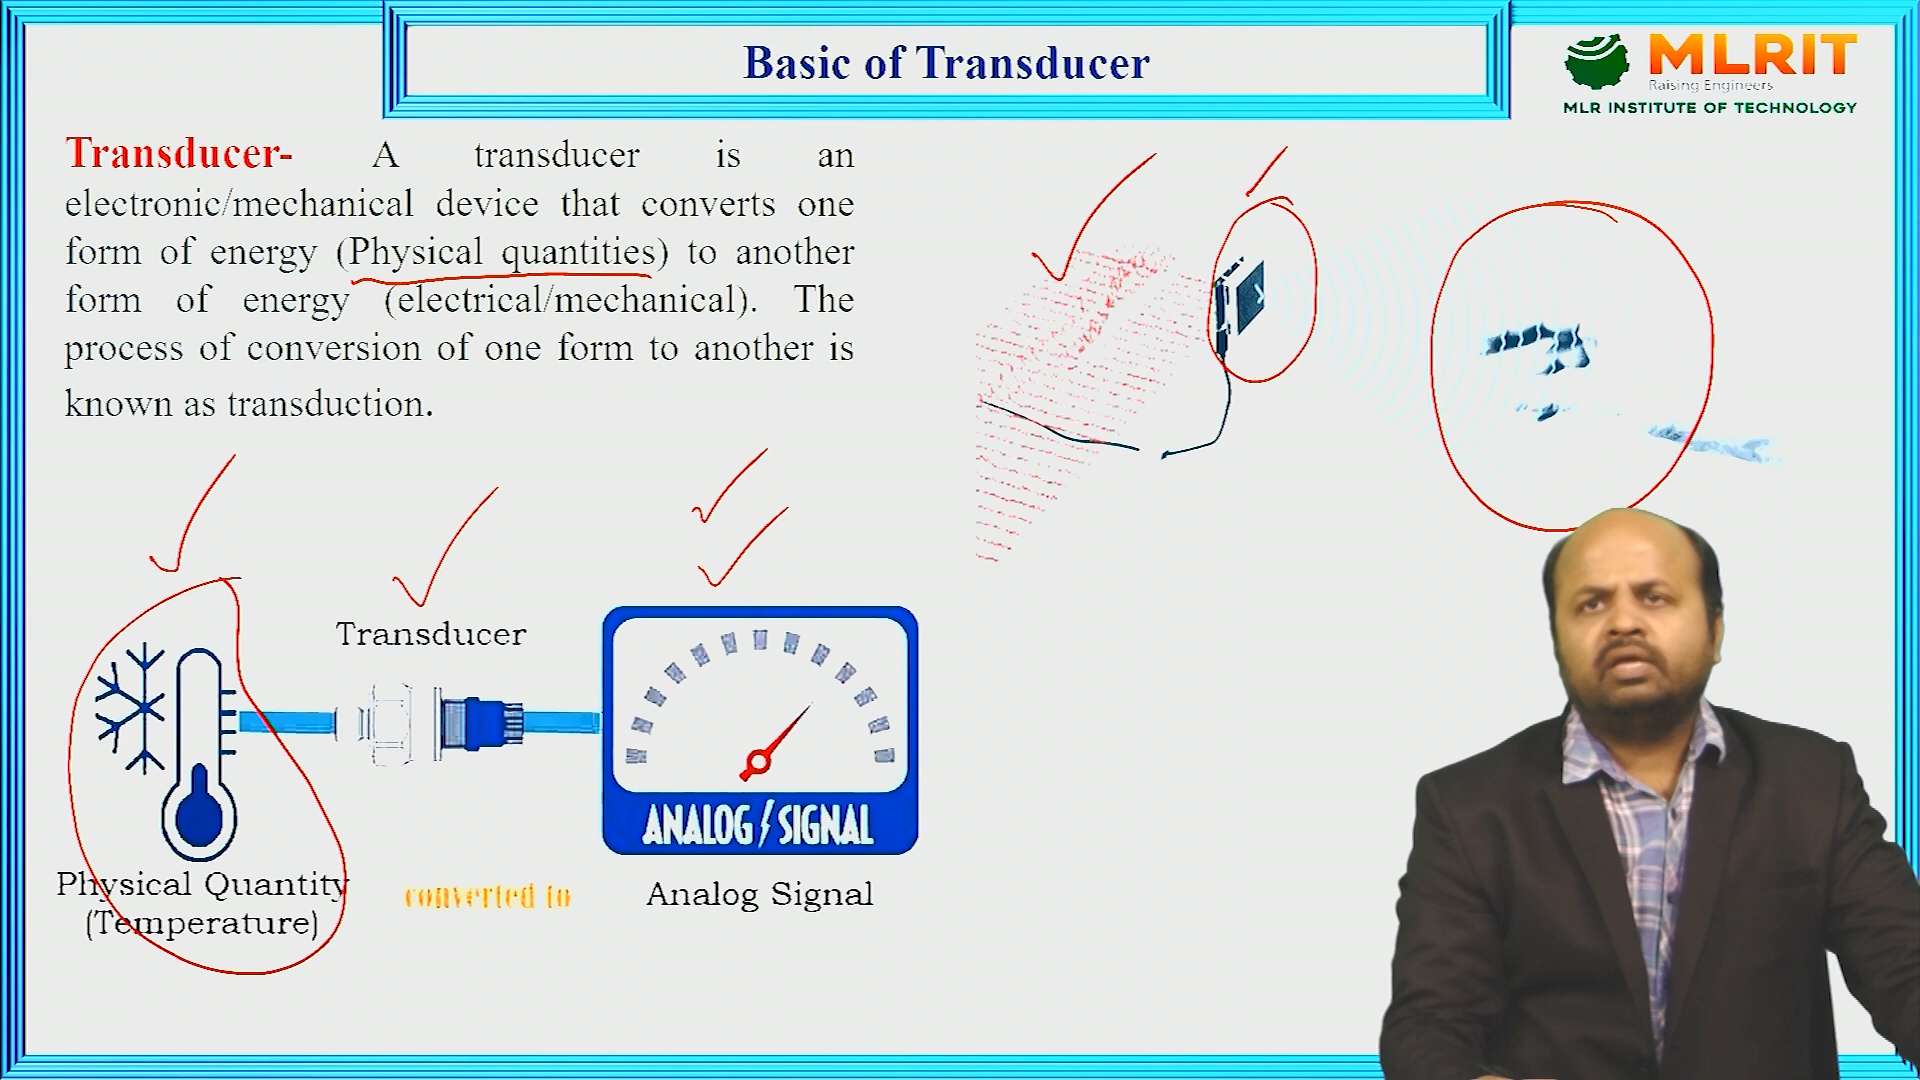 Basic of Transducer
MLRIT
Raising Engineers
MLR INSTITUTE OF TECHNOLOGY
Transducer- A transducer is an
electronic/mechanical device that converts one
form of energy (Physical quantities) to another
form of energy (electrical/mechanical). The
process of conversion of one form to another is
known as transduction.
Transducer
ANALOG / SIGNAL
Physical Quantity
(Temperature)
converted to
Analog Signal